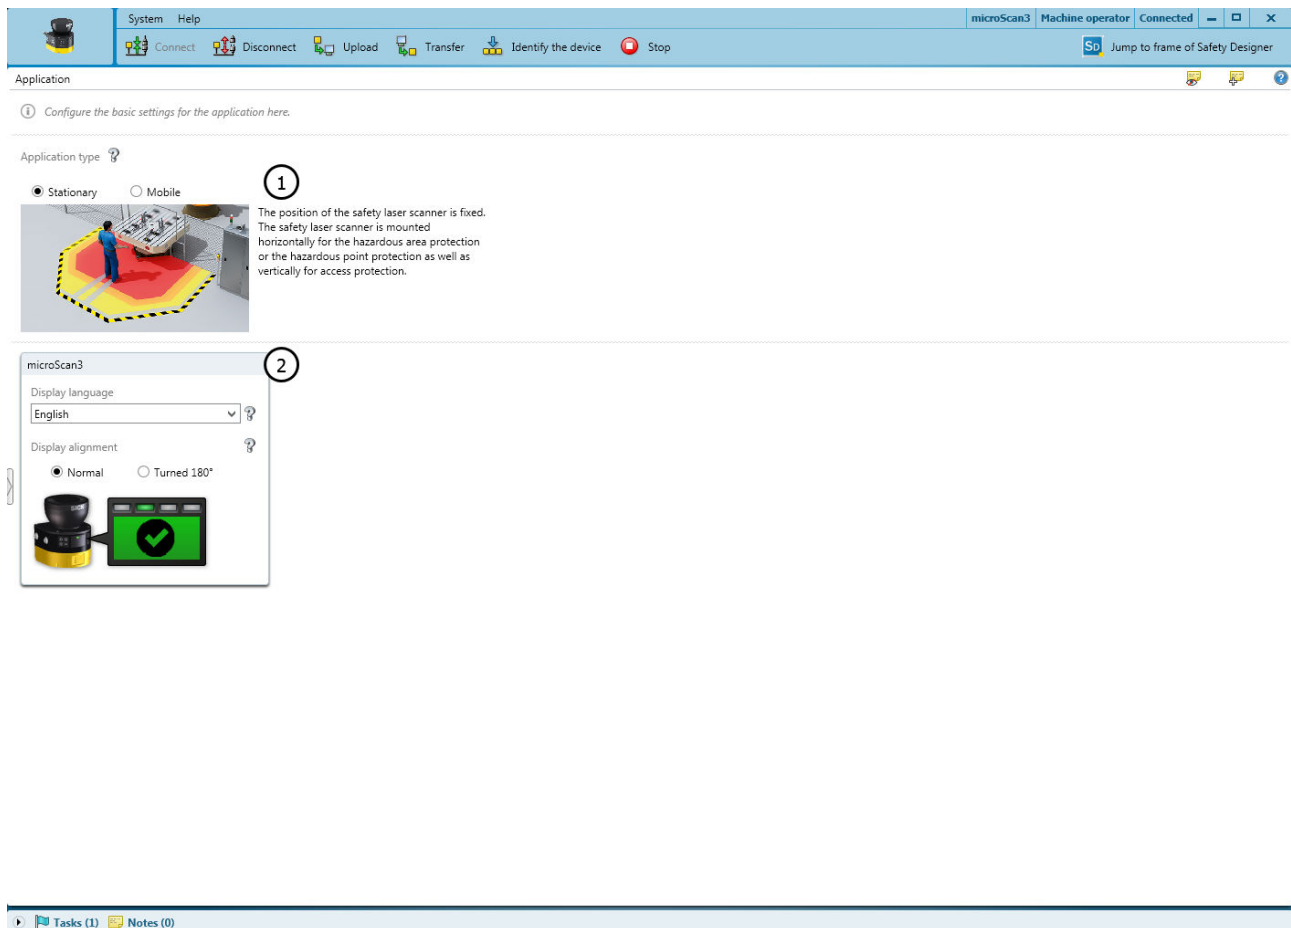 System Help
microScan3 Machine operator Connected
Connect Disconnect Upload Transfer Identify the device Stop
SD Jump to frame of Safety Designer
Application
Configure the basic settings for the application here.
Application type
Stationary Mobile
1
The position of the safety laser scanner is fixed.
The safety laser scanner is mounted
horizontally for the hazardous area protection
or the hazardous point protection as well as
vertically for access protection.
microScan3
2
Display language
English
Display alignment
Normal Turned 180°
SICK
Tasks (1) Notes (0)